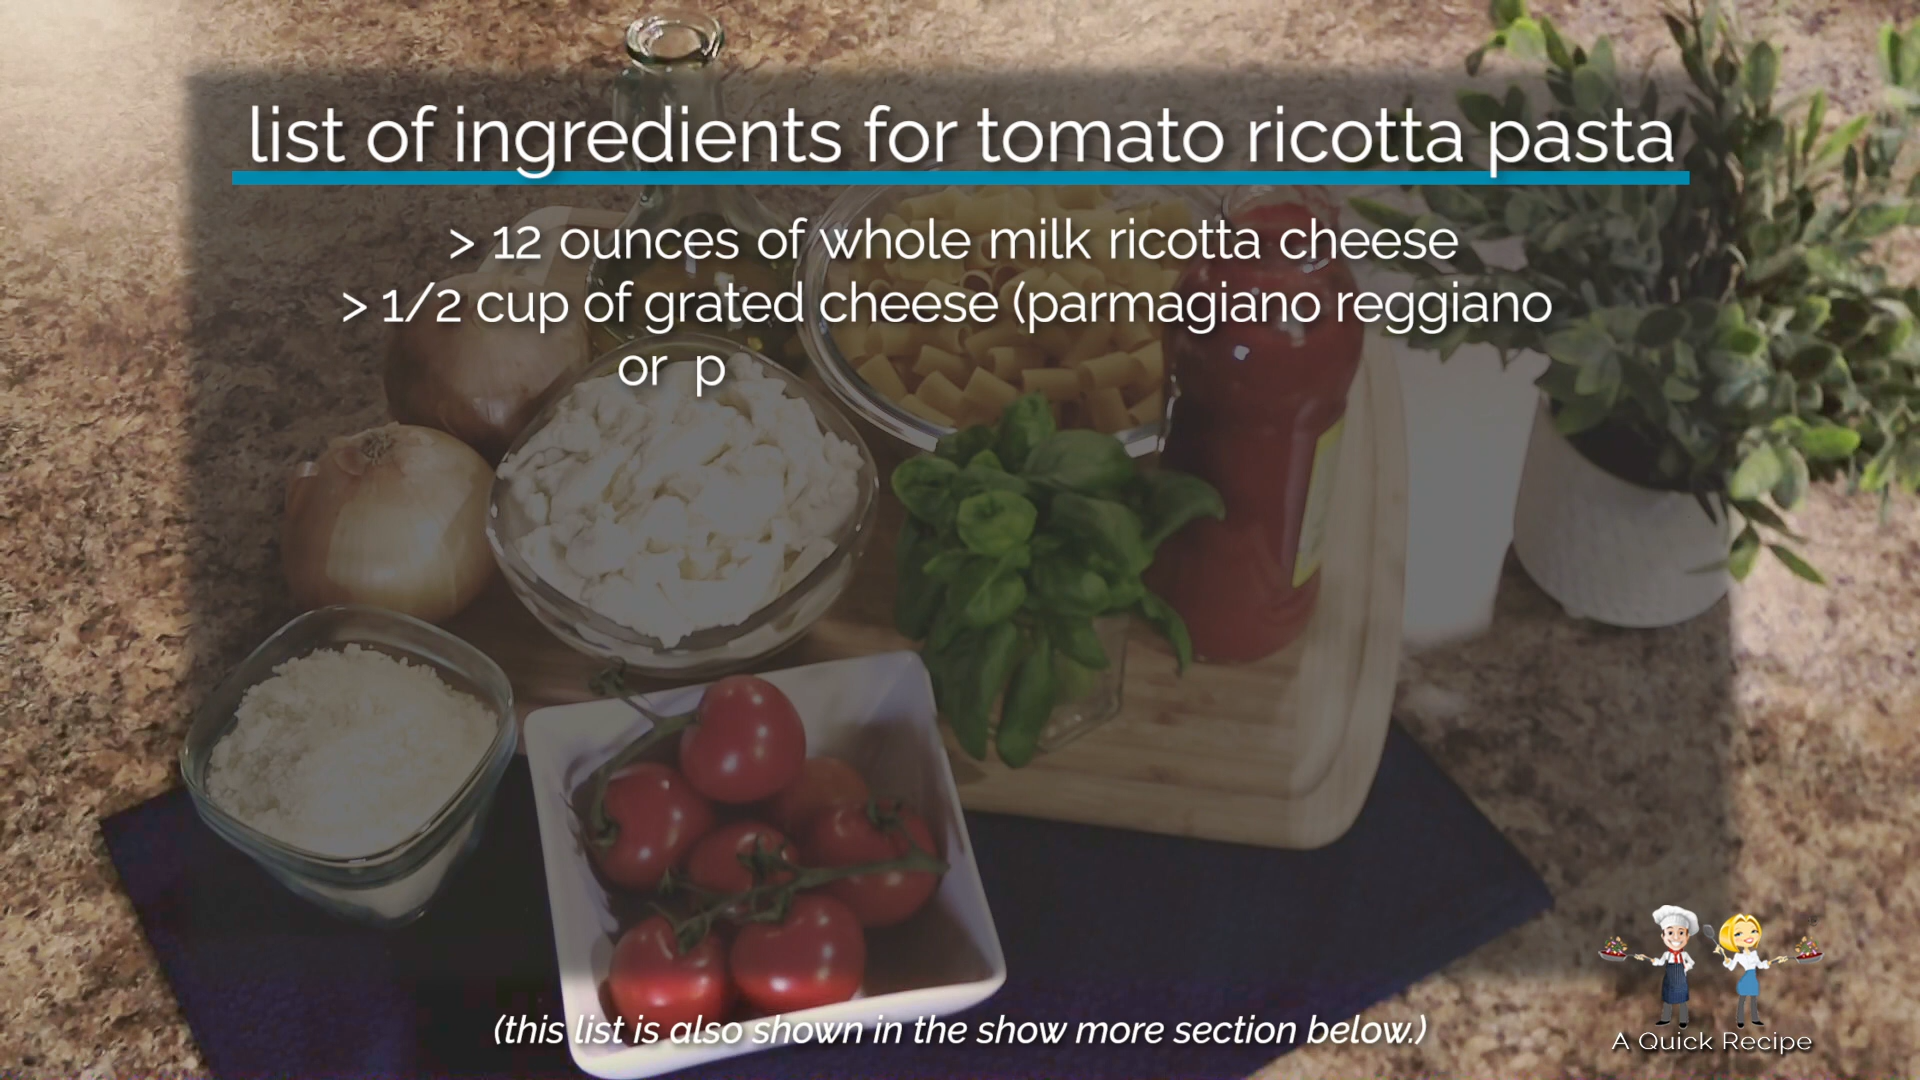 list of ingredients for tomato ricotta pasta
> 12 ounces of whole milk ricotta cheese
> 1/2 cup of grated cheese (parmagiano reggiano
or p
(this list is also shown in the show more section below.)
A Quick Recipe